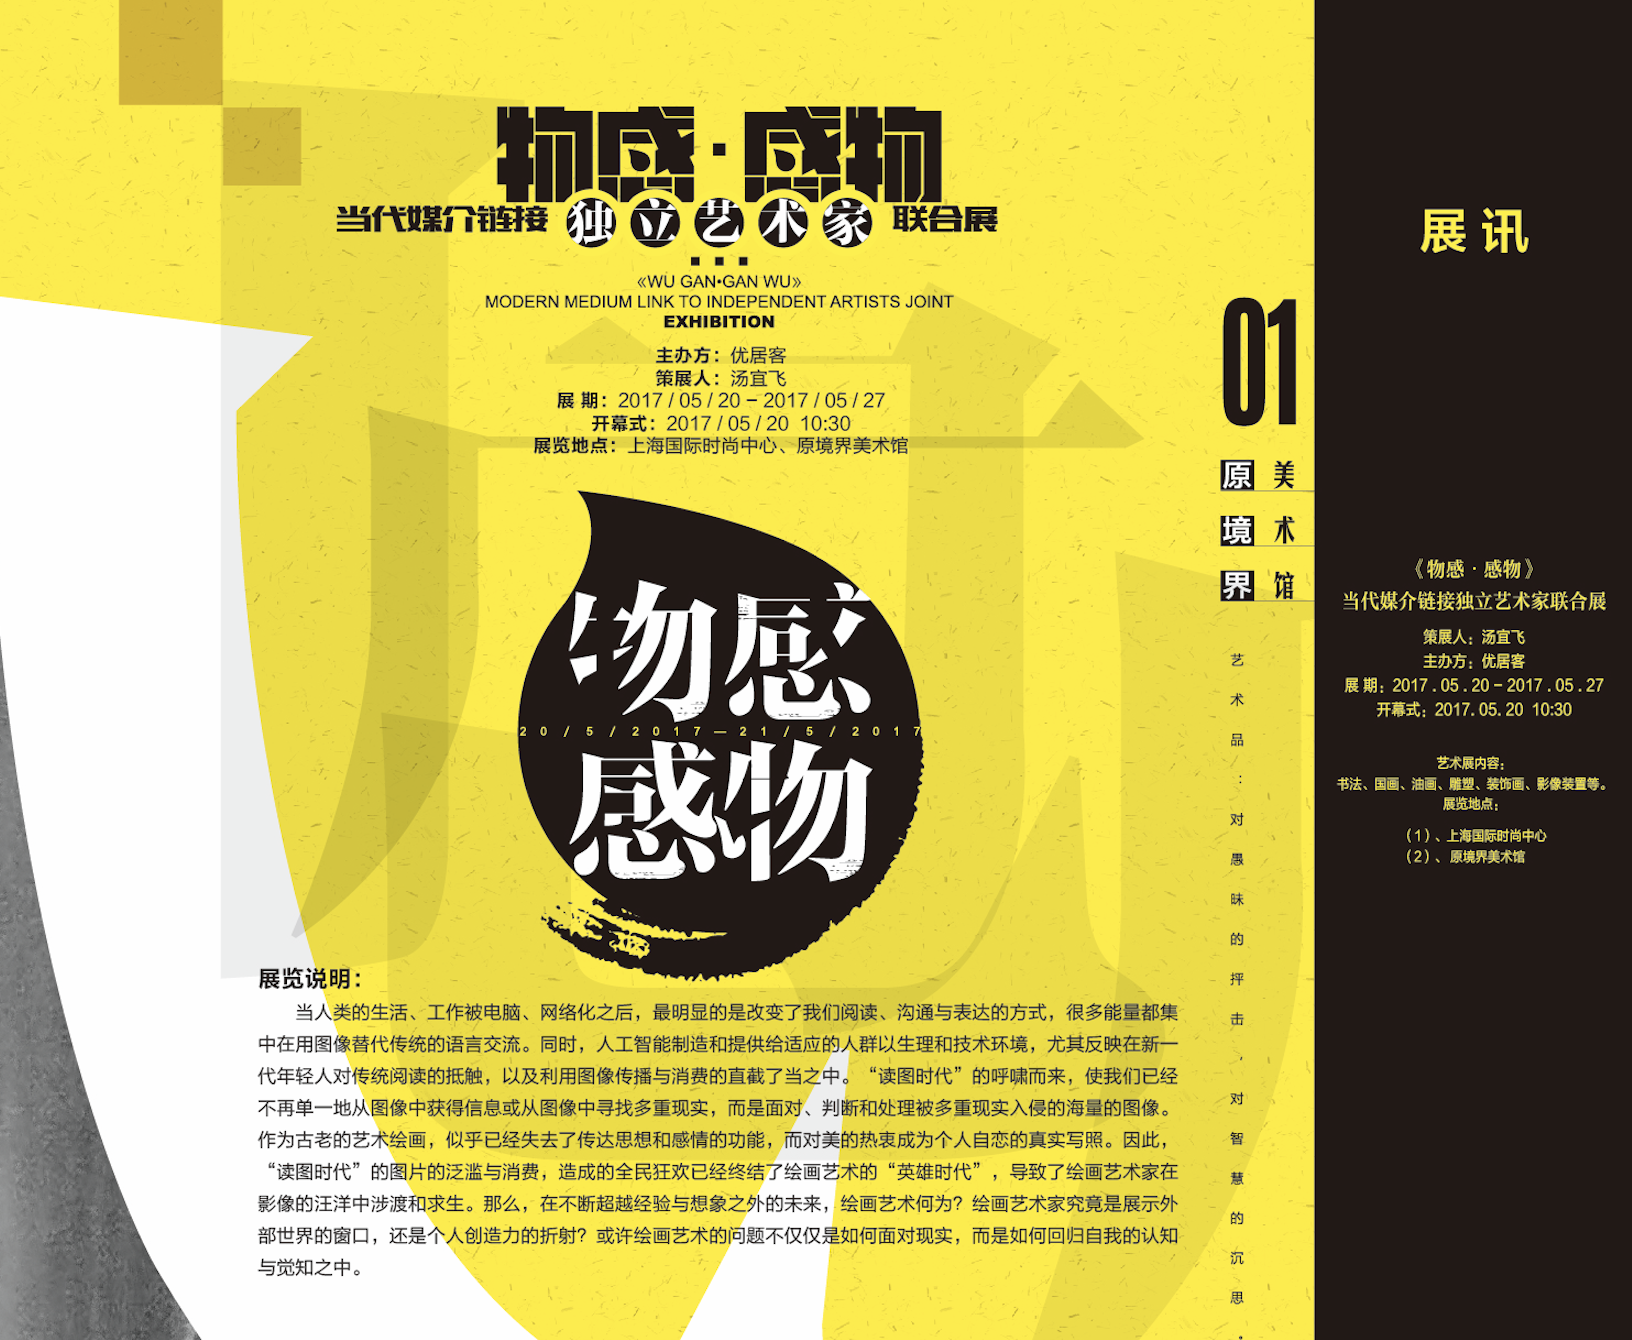 物感·感物
当代媒介链接 独立艺术家 联合展
《WU GAN•GAN WU》
MODERN MEDIUM LINK TO INDEPENDENT ARTISTS JOINT
EXHIBITION
主办方：优居客
策展人：汤宜飞
展 期：2017 / 05 / 20 – 2017 / 05 / 27
开幕式：2017 / 05 / 20 10:30
展览地点：上海国际时尚中心、原境界美术馆
物感
20/5/2017—21/5/2017
感物
展览说明：
当人类的生活、工作被电脑、网络化之后，最明显的是改变了我们阅读、沟通与表达的方式，很多能量都集
中在用图像替代传统的语言交流。同时，人工智能制造和提供给适应的人群以生理和技术环境，尤其反映在新一
代年轻人对传统阅读的抵触，以及利用图像传播与消费的直截了当之中。“读图时代”的呼啸而来，使我们已经
不再单一地从图像中获得信息或从图像中寻找多重现实，而是面对、判断和处理被多重现实入侵的海量的图像。
作为古老的艺术绘画，似乎已经失去了传达思想和感情的功能，而对美的热衷成为个人自恋的真实写照。因此，
“读图时代”的图片的泛滥与消费，造成的全民狂欢已经终结了绘画艺术的“英雄时代”，导致了绘画艺术家在
影像的汪洋中涉渡和求生。那么，在不断超越经验与想象之外的未来，绘画艺术何为？绘画艺术家究竟是展示外
部世界的窗口，还是个人创造力的折射？或许绘画艺术的问题不仅仅是如何面对现实，而是如何回归自我的认知
与觉知之中。
01
原境界
美术馆
艺术品：对愚昧的抨击，对智慧的沉思。
展讯
《物感·感物》
当代媒介链接独立艺术家联合展
策展人：汤宜飞
主办方：优居客
展 期：2017.05.20 – 2017.05.27
开幕式：2017.05.20 10:30
艺术展内容：
书法、国画、油画、雕塑、装饰画、影像装置等。
展览地点：
（1）、上海国际时尚中心
（2）、原境界美术馆